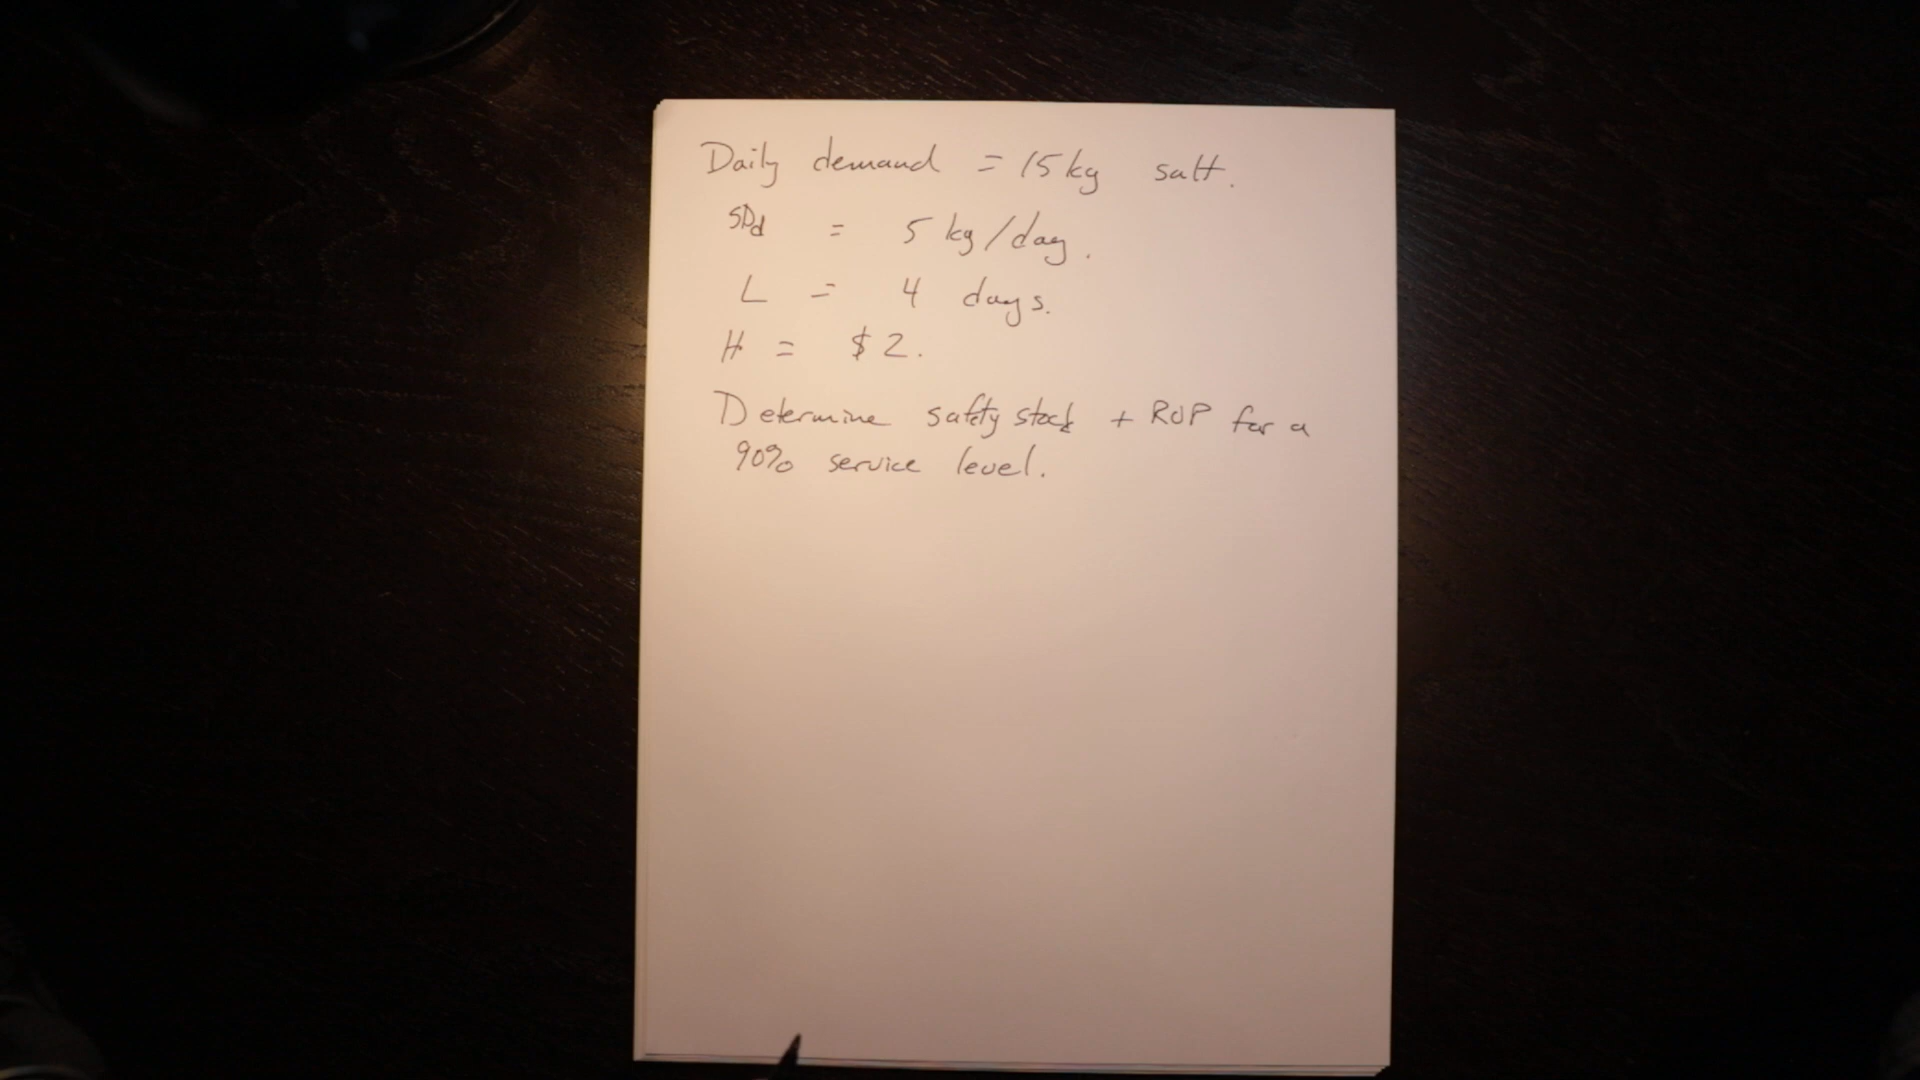 Daily demand = 15 kg salt.
SDd = 5 kg/day.
L = 4 days.
H = $2.
Determine safety stock + ROP for a
90% service level.